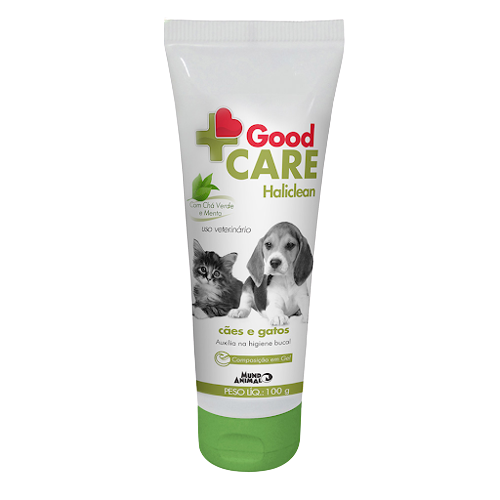 Good
CARE
Haliclean
Com Chá Verde
e Menta
uso veterinário
cães e gatos
Auxilia na higiene bucal
Composição em Gel
MUNDO
ANIMAL
PESO LÍQ.: 100 g